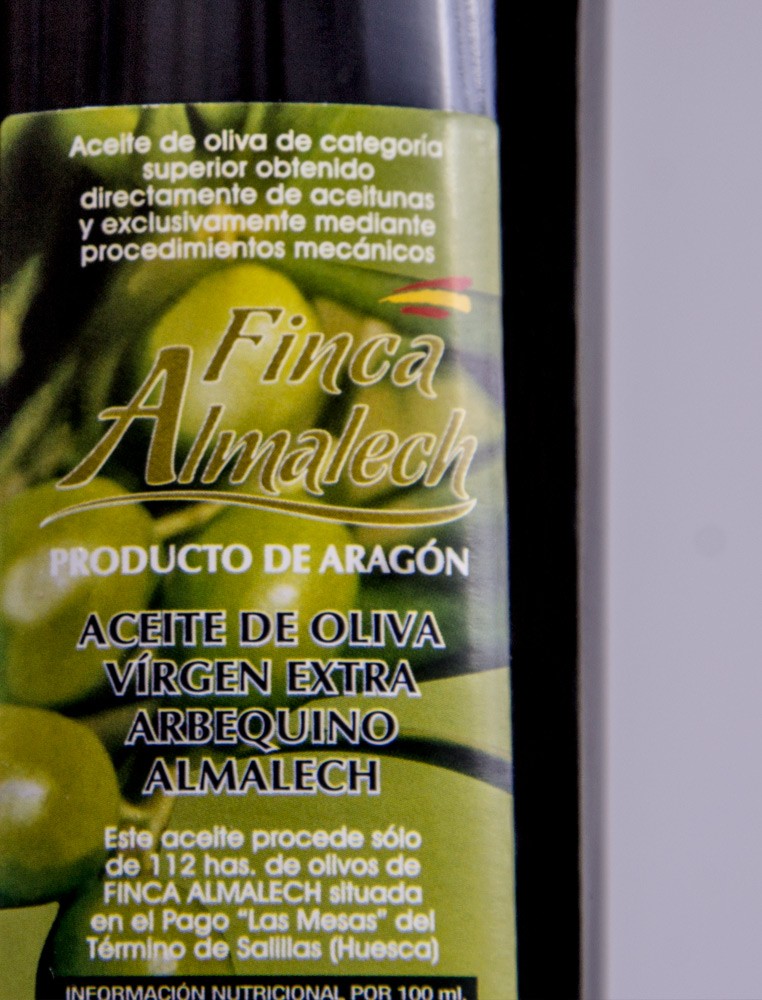 Aceite de oliva de categoría
superior obtenido
directamente de aceitunas
y exclusivamente mediante
procedimientos mecánicos
Finca
Almalech
PRODUCTO DE ARAGÓN
ACEITE DE OLIVA
VÍRGEN EXTRA
ARBEQUINO
ALMALECH
Este aceite procede sólo
de 112 has. de olivos de
FINCA ALMALECH situada
en el Pago "Las Mesas" del
Término de Salillas (Huesca)
INFORMACIÓN NUTRICIONAL POR 100 ml.